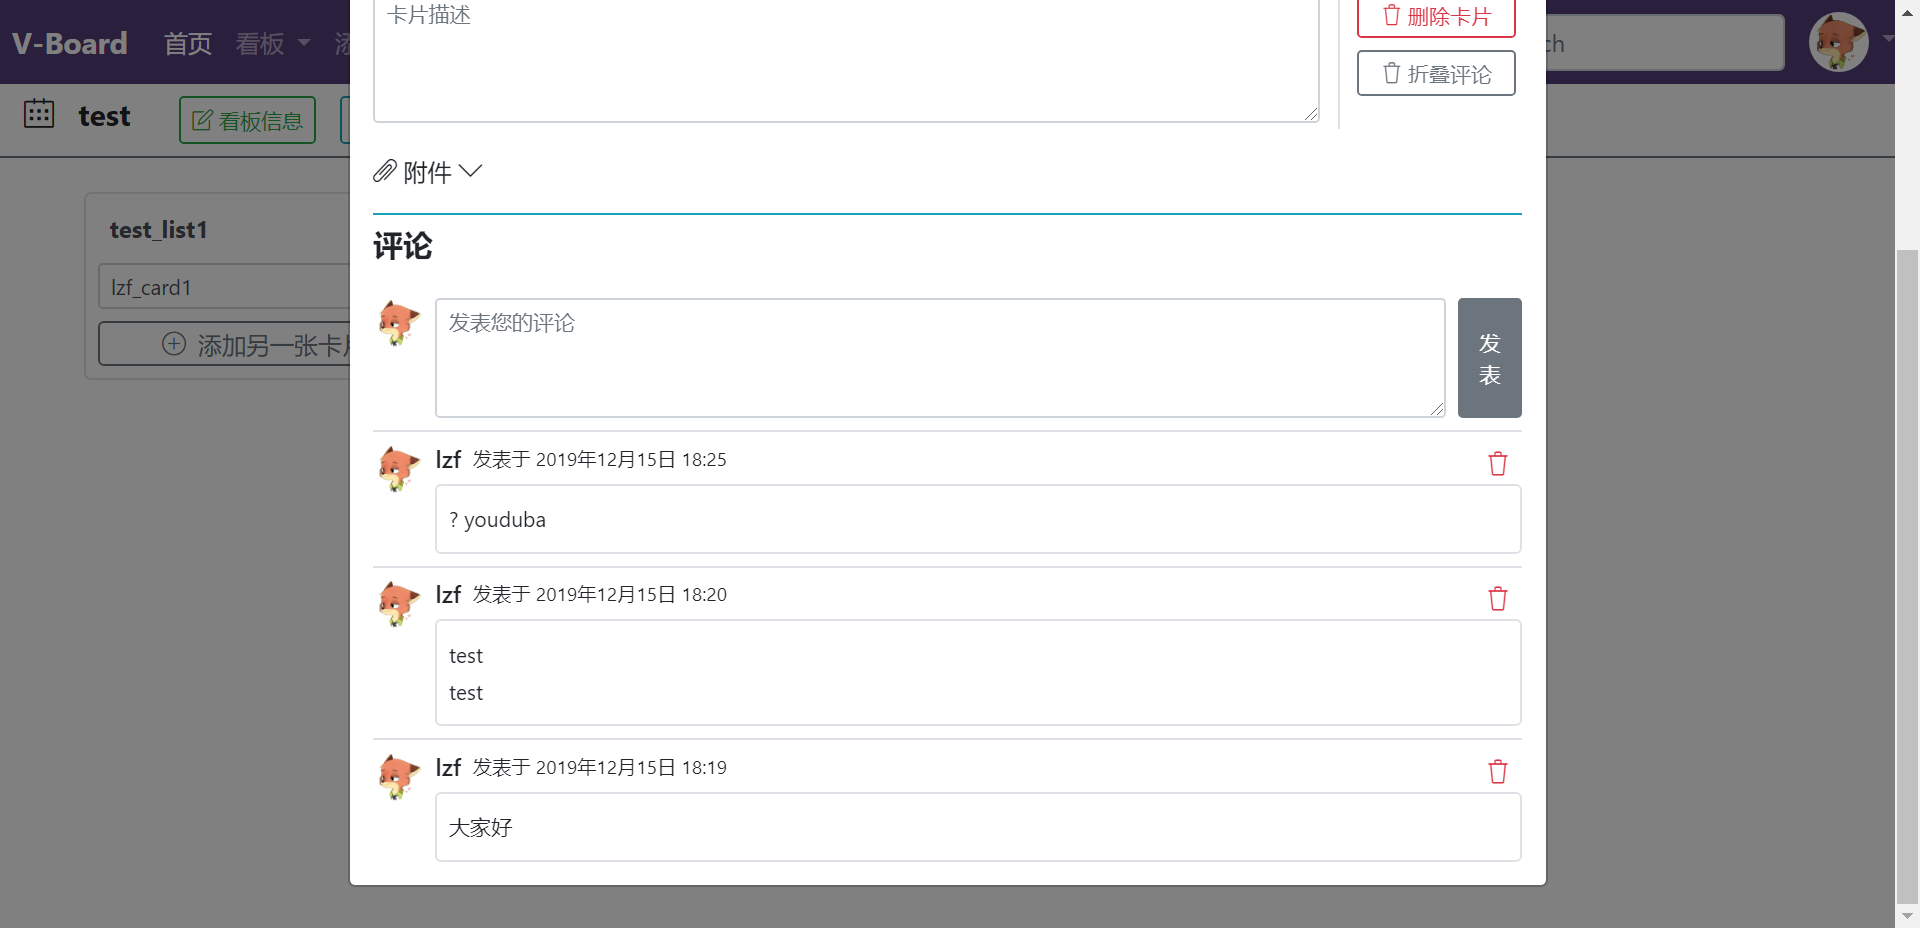 V-Board 首页 看板
test 看板信息
test_list1
lzf_card1
添加另一张卡
卡片描述
删除卡片
折叠评论
附件
评论
发表您的评论
发
表
lzf 发表于 2019年12月15日 18:25
? youduba
lzf 发表于 2019年12月15日 18:20
test
test
lzf 发表于 2019年12月15日 18:19
大家好